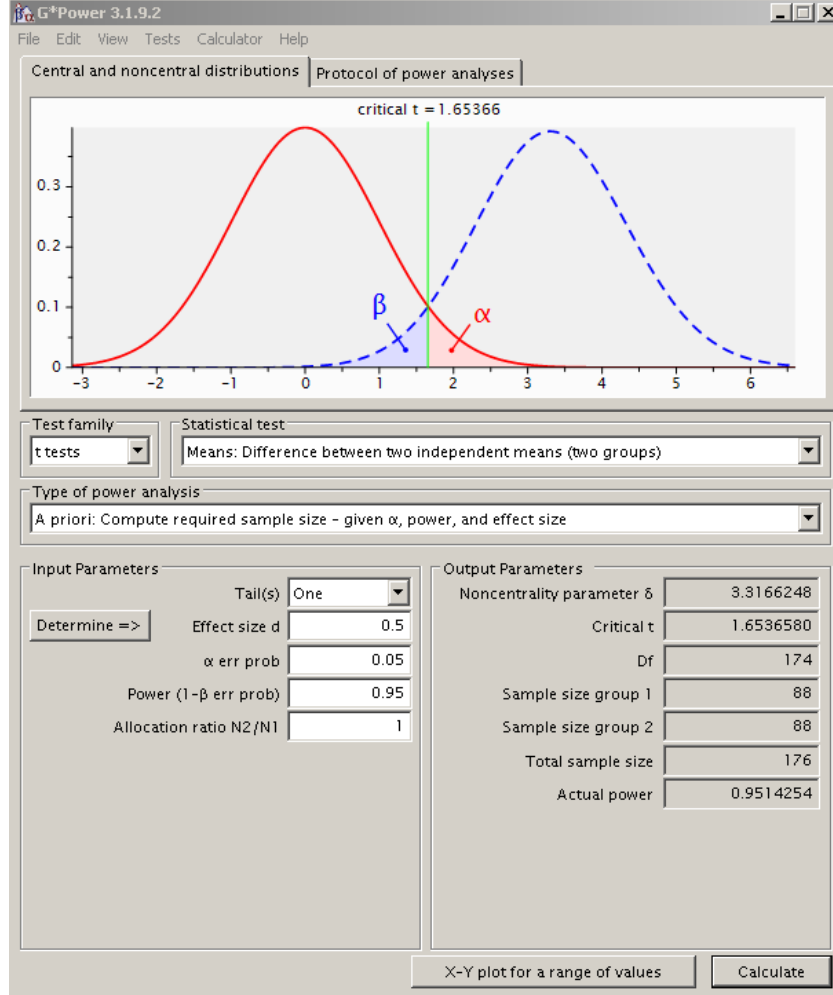 G*Power 3.1.9.2
File Edit View Tests Calculator Help
Central and noncentral distributions Protocol of power analyses
critical t = 1.65366
0.3
0.2
0.1
0
β α
-3 -2 -1 0 1 2 3 4 5 6
Test family Statistical test
t tests Means: Difference between two independent means (two groups)
Type of power analysis
A priori: Compute required sample size – given α, power, and effect size
Input Parameters
Tail(s) One
Determine => Effect size d 0.5
α err prob 0.05
Power (1-β err prob) 0.95
Allocation ratio N2/N1 1
Output Parameters
Noncentrality parameter δ 3.3166248
Critical t 1.6536580
Df 174
Sample size group 1 88
Sample size group 2 88
Total sample size 176
Actual power 0.9514254
X-Y plot for a range of values Calculate